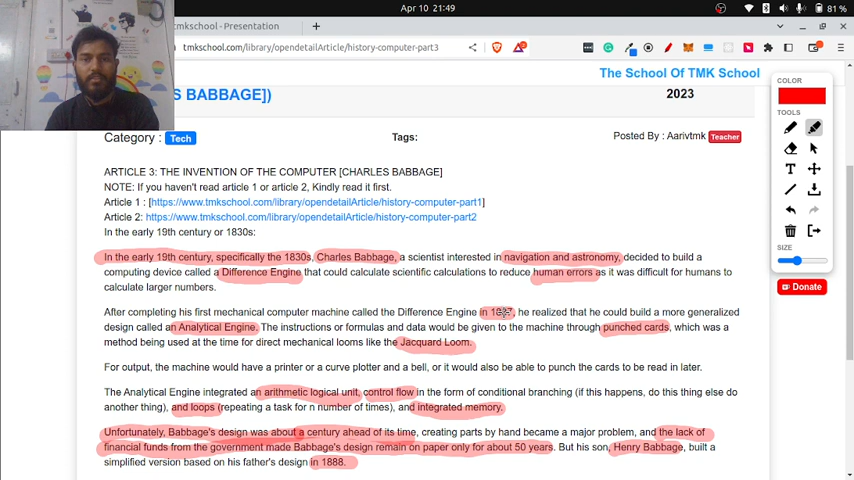 Apr 10 21:49
81 %
tmkschool - Presentation
tmkschool.com/library/opendetailArticle/history-computer-part3
The School Of TMK School
S BABBAGE])
2023
Category : Tech
Tags:
Posted By : Aarivtmk Teacher
ARTICLE 3: THE INVENTION OF THE COMPUTER [CHARLES BABBAGE]
NOTE: If you haven't read article 1 or article 2, Kindly read it first.
Article 1 : [https://www.tmkschool.com/library/opendetailArticle/history-computer-part1]
Article 2: https://www.tmkschool.com/library/opendetailArticle/history-computer-part2
In the early 19th century or 1830s:
In the early 19th century, specifically the 1830s, Charles Babbage, a scientist interested in navigation and astronomy, decided to build a
computing device called a Difference Engine that could calculate scientific calculations to reduce human errors as it was difficult for humans to
calculate larger numbers.
After completing his first mechanical computer machine called the Difference Engine in , he realized that he could build a more generalized
design called an Analytical Engine. The instructions or formulas and data would be given to the machine through punched cards, which was a
method being used at the time for direct mechanical looms like the Jacquard Loom.
For output, the machine would have a printer or a curve plotter and a bell, or it would also be able to punch the cards to be read in later.
The Analytical Engine integrated an arithmetic logical unit, control flow in the form of conditional branching (if this happens, do this thing else do
another thing), and loops (repeating a task for n number of times), and integrated memory.
Unfortunately, Babbage's design was about a century ahead of its time, creating parts by hand became a major problem, and the lack of
financial funds from the government made Babbage's design remain on paper only for about 50 years. But his son, Henry Babbage, built a
simplified version based on his father's design in 1888.
COLOR
TOOLS
SIZE
Donate